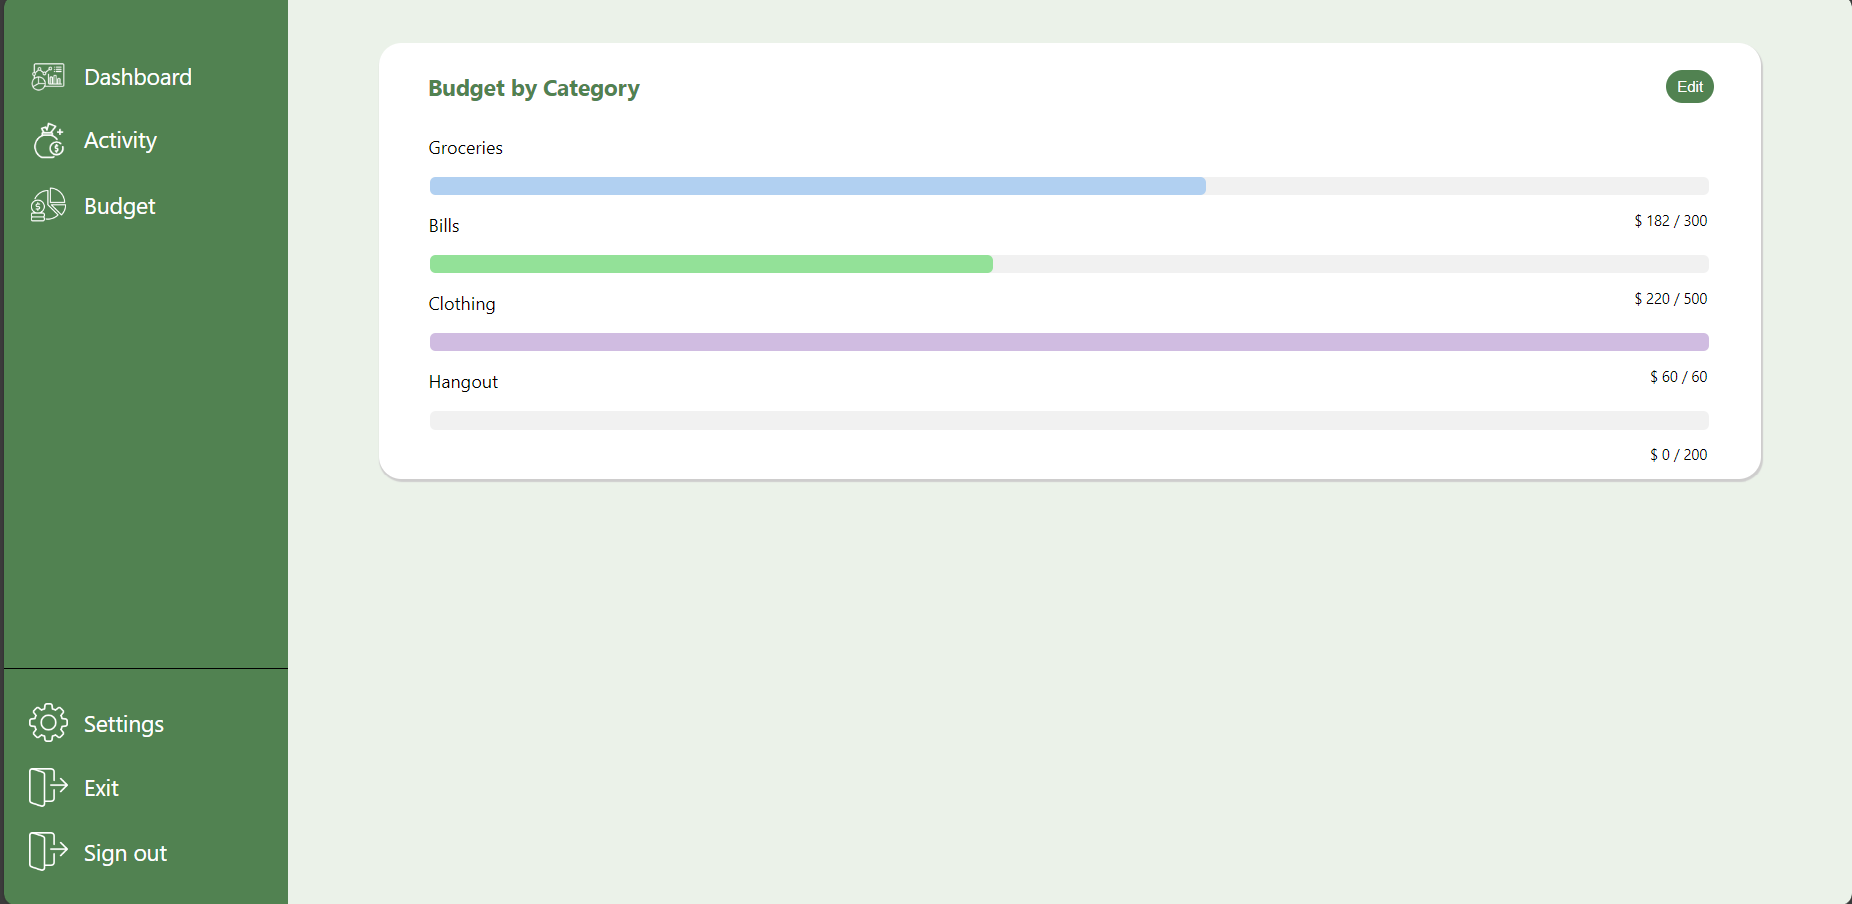 Dashboard
Activity
Budget
Settings
Exit
Sign out
Budget by Category
Edit
Groceries
$ 182 / 300
Bills
$ 220 / 500
Clothing
$ 60 / 60
Hangout
$ 0 / 200